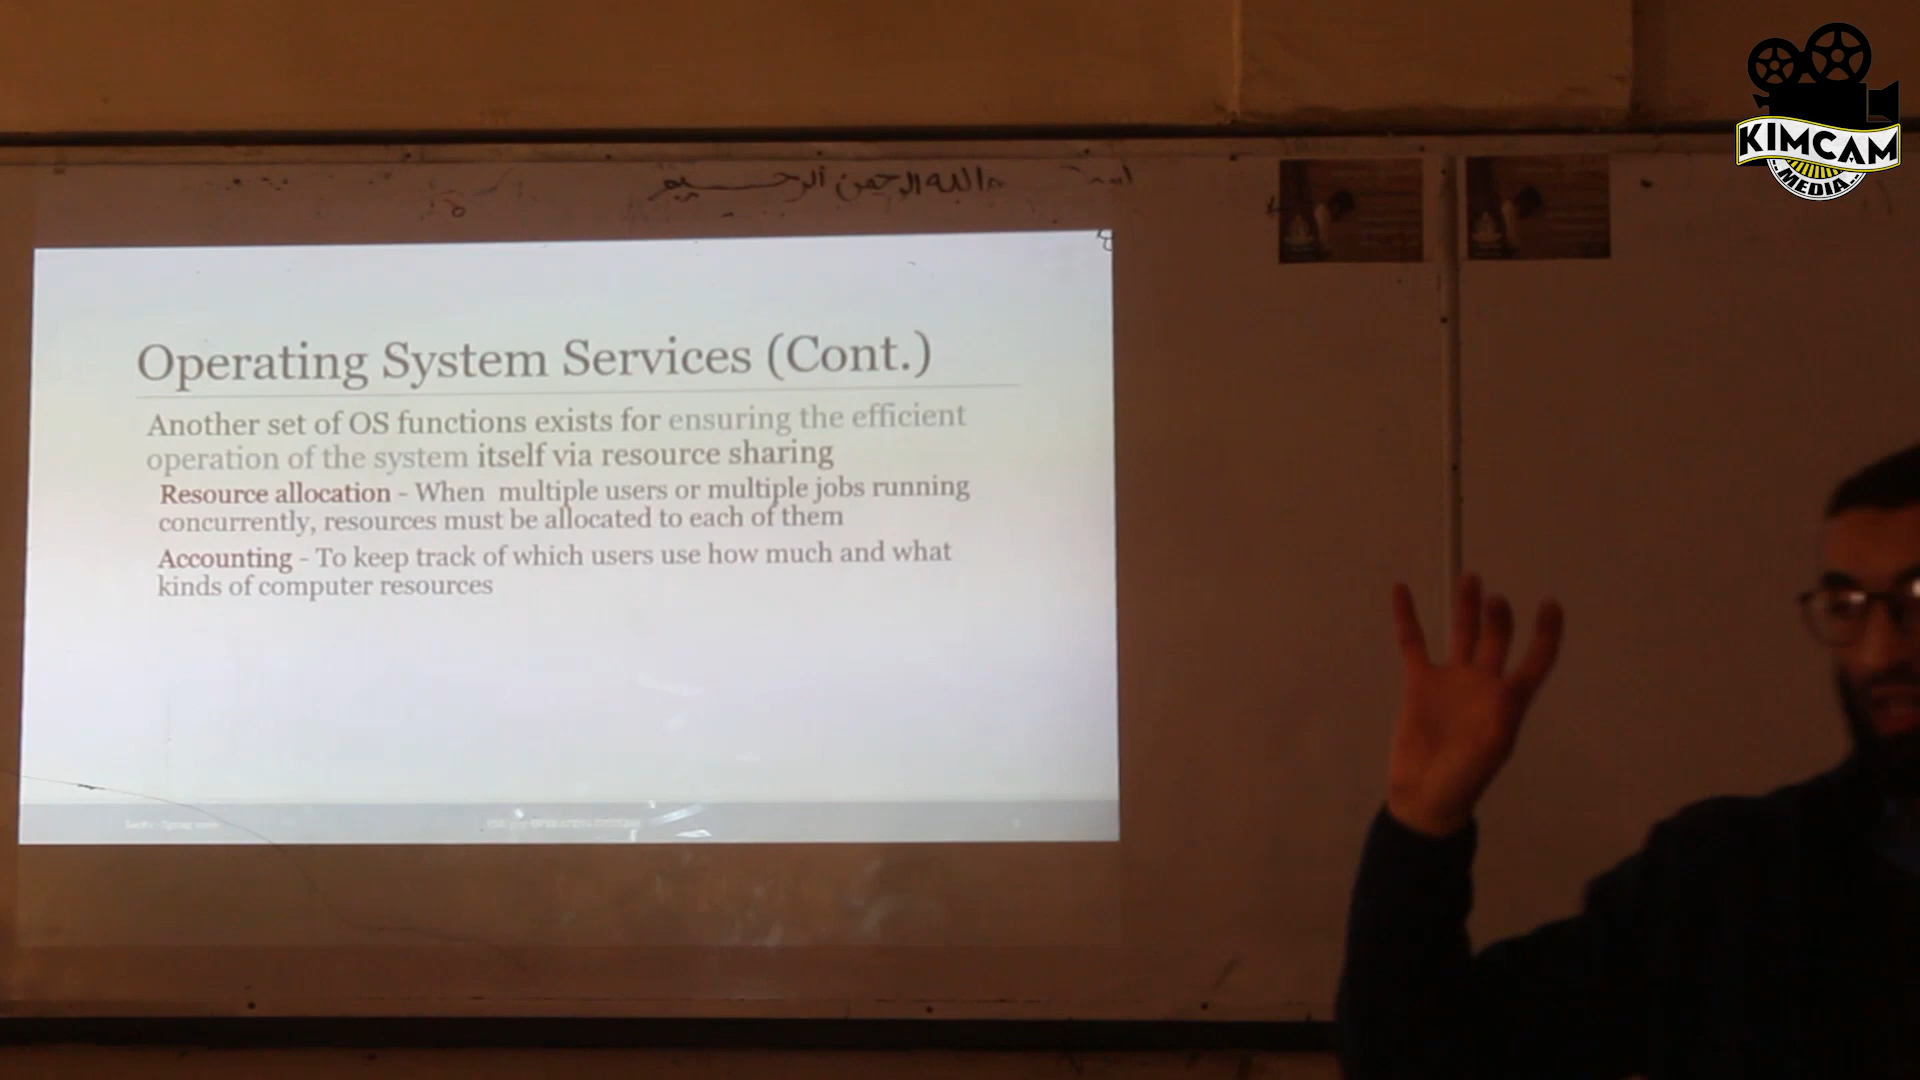 KIMCAM
MEDIA
الله الرحمن الرحيم
Operating System Services (Cont.)
Another set of OS functions exists for ensuring the efficient
operation of the system itself via resource sharing
Resource allocation - When multiple users or multiple jobs running
concurrently, resources must be allocated to each of them
Accounting - To keep track of which users use how much and what
kinds of computer resources
OPERATING SYSTEMS